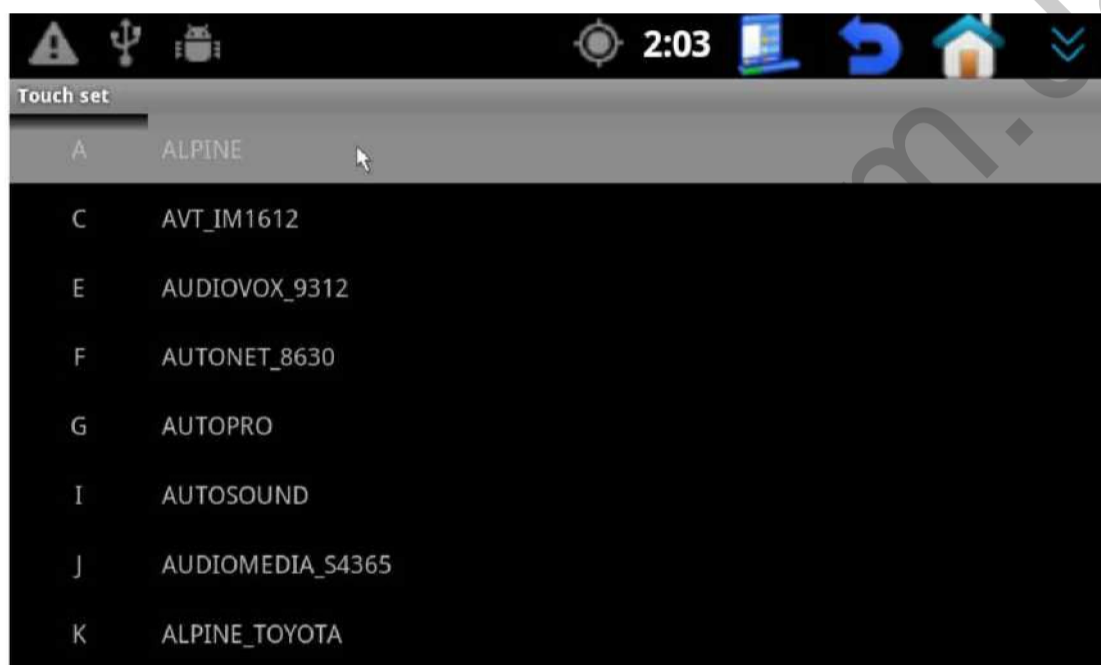 2:03
Touch set
A ALPINE
C AVT_IM1612
E AUDIOVOX_9312
F AUTONET_8630
G AUTOPRO
I AUTOSOUND
J AUDIOMEDIA_S4365
K ALPINE_TOYOTA